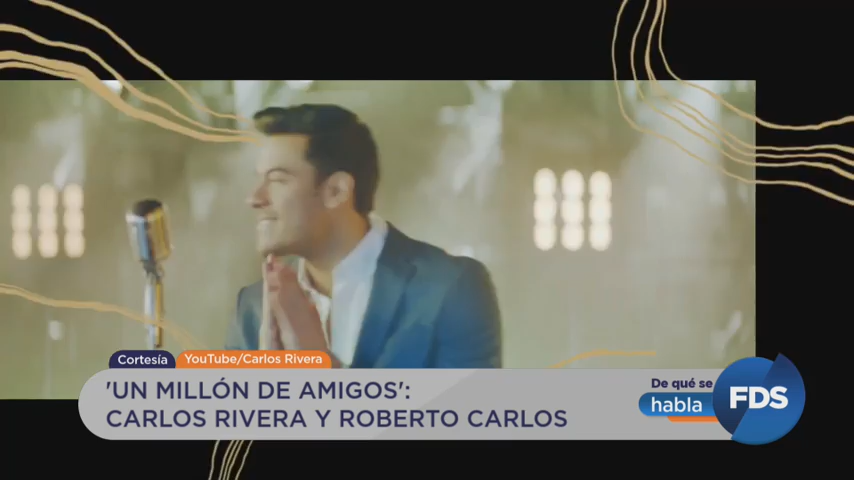 Cortesía YouTube/Carlos Rivera
'UN MILLÓN DE AMIGOS':
CARLOS RIVERA Y ROBERTO CARLOS
De qué se
habla
FDS